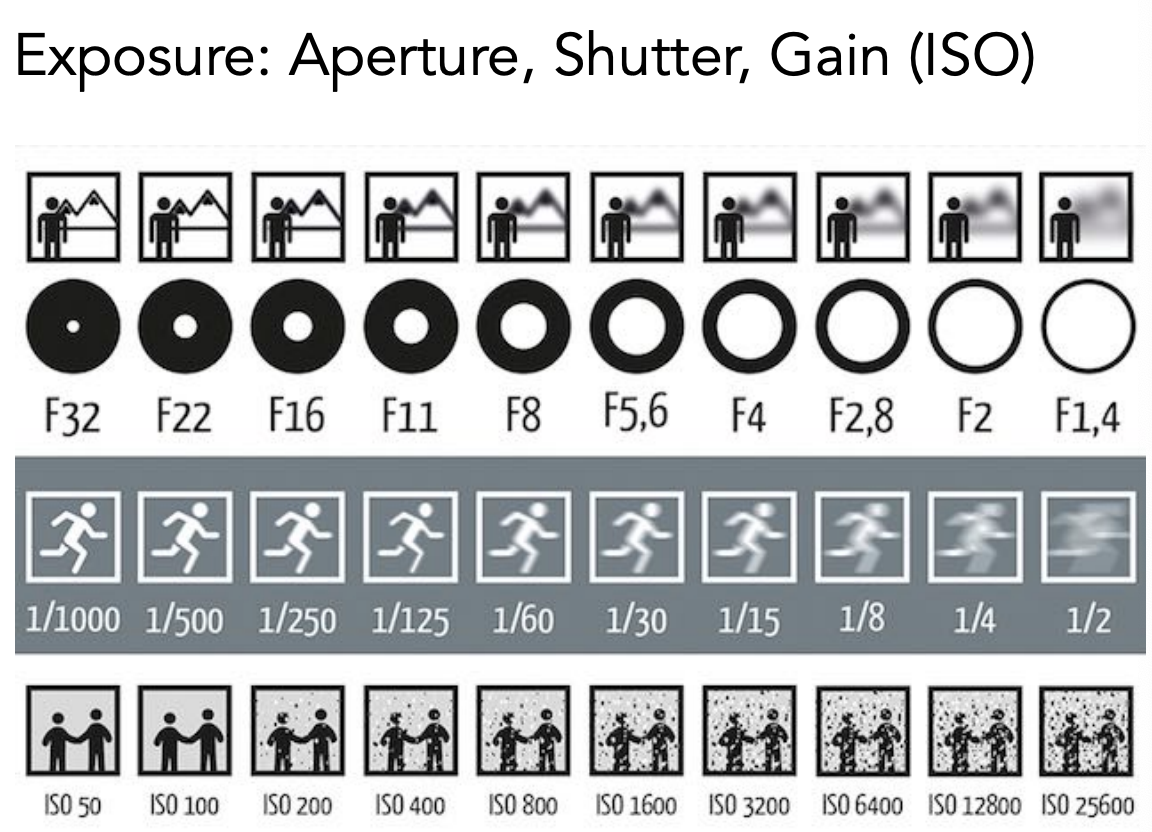 Exposure: Aperture, Shutter, Gain (ISO)
F32 F22 F16 F11 F8 F5,6 F4 F2,8 F2 F1,4
1/1000 1/500 1/250 1/125 1/60 1/30 1/15 1/8 1/4 1/2
ISO 50 ISO 100 ISO 200 ISO 400 ISO 800 ISO 1600 ISO 3200 ISO 6400 ISO 12800 ISO 25600